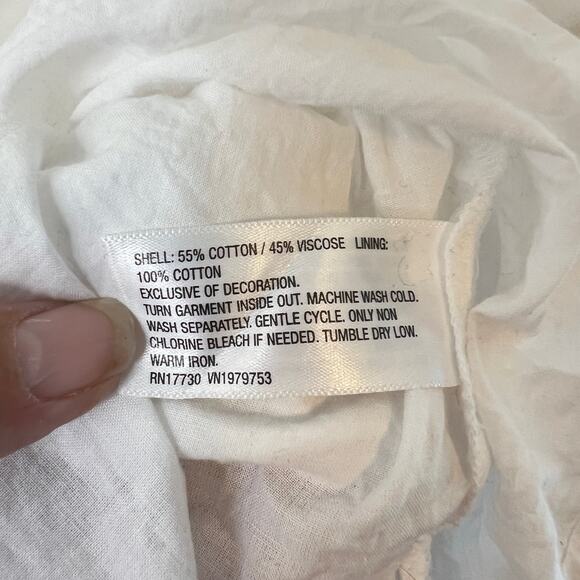 SHELL: 55% COTTON / 45% VISCOSE LINING:
100% COTTON
EXCLUSIVE OF DECORATION.
TURN GARMENT INSIDE OUT. MACHINE WASH COLD.
WASH SEPARATELY. GENTLE CYCLE. ONLY NON
CHLORINE BLEACH IF NEEDED. TUMBLE DRY LOW.
WARM IRON.
RN17730 VN1979753